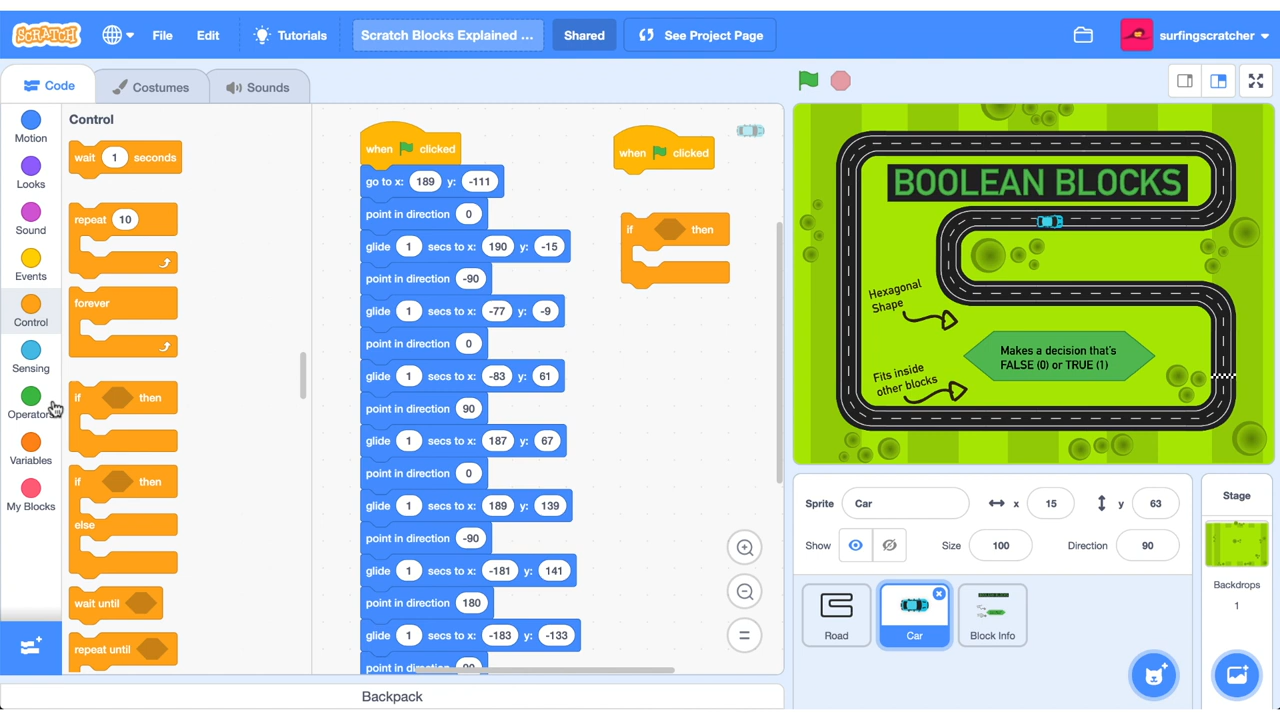 SCRATCH
File
Edit
Tutorials
Scratch Blocks Explained ...
Shared
See Project Page
surfingscratcher
Code
Costumes
Sounds
Motion
Looks
Sound
Events
Control
Sensing
Operators
Variables
My Blocks
Control
wait 1 seconds
repeat 10
forever
if then
if then
else
wait until
repeat until
when clicked
go to x: 189 y: -111
point in direction 0
glide 1 secs to x: 190 y: -15
point in direction -90
glide 1 secs to x: -77 y: -9
point in direction 0
glide 1 secs to x: -83 y: 61
point in direction 90
glide 1 secs to x: 187 y: 67
point in direction 0
glide 1 secs to x: 189 y: 139
point in direction -90
glide 1 secs to x: -181 y: 141
point in direction 180
glide 1 secs to x: -183 y: -133
point in direction 90
when clicked
if then
BOOLEAN BLOCKS
Hexagonal
Shape
Makes a decision that's
FALSE (0) or TRUE (1)
Fits inside
other blocks
Sprite Car x 15 y 63
Show Size 100 Direction 90
Road
Car
Block Info
Stage
Backdrops
1
Backpack